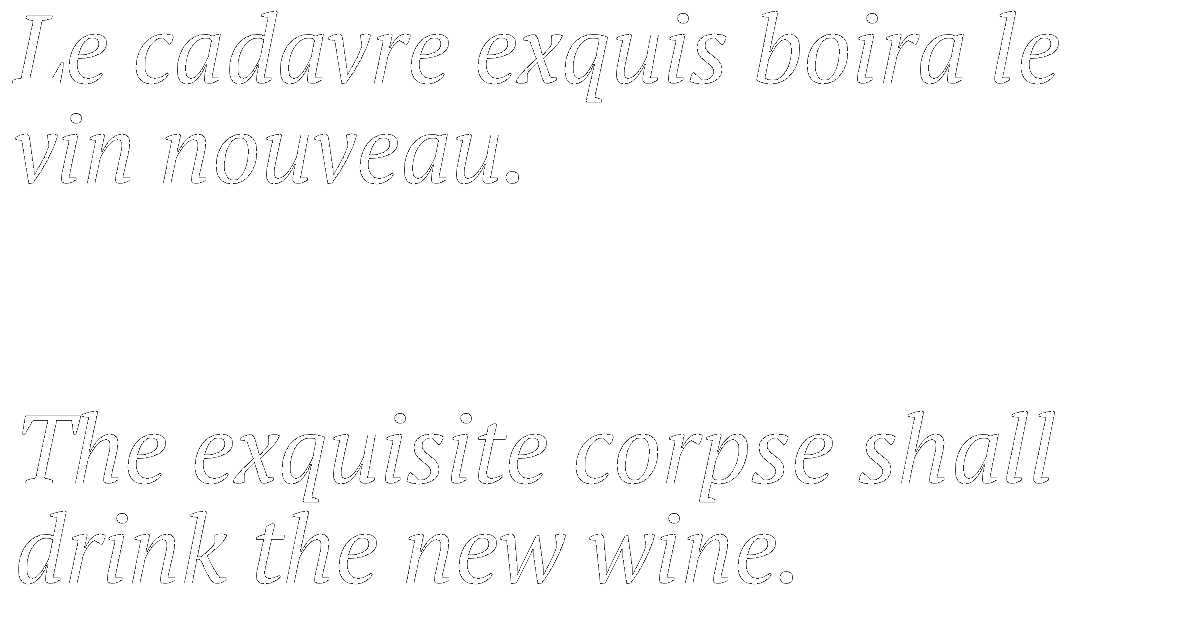 Le cadavre exquis boira le
vin nouveau.
The exquisite corpse shall
drink the new wine.